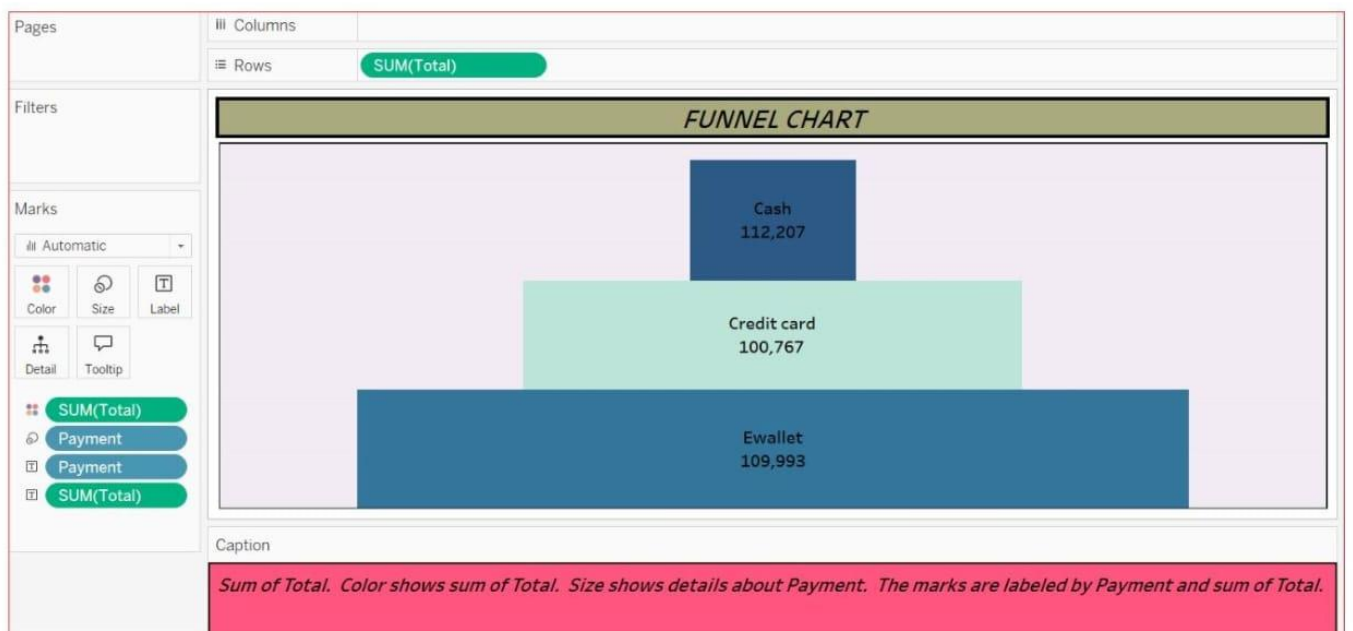 Pages
Columns
Rows
SUM(Total)
Filters
Marks
Automatic
Color
Size
T
Label
Detail
Tooltip
SUM(Total)
Payment
T
Payment
T
SUM(Total)
FUNNEL CHART
Cash
112,207
Credit card
100,767
Ewallet
109,993
Caption
Sum of Total. Color shows sum of Total. Size shows details about Payment. The marks are labeled by Payment and sum of Total.